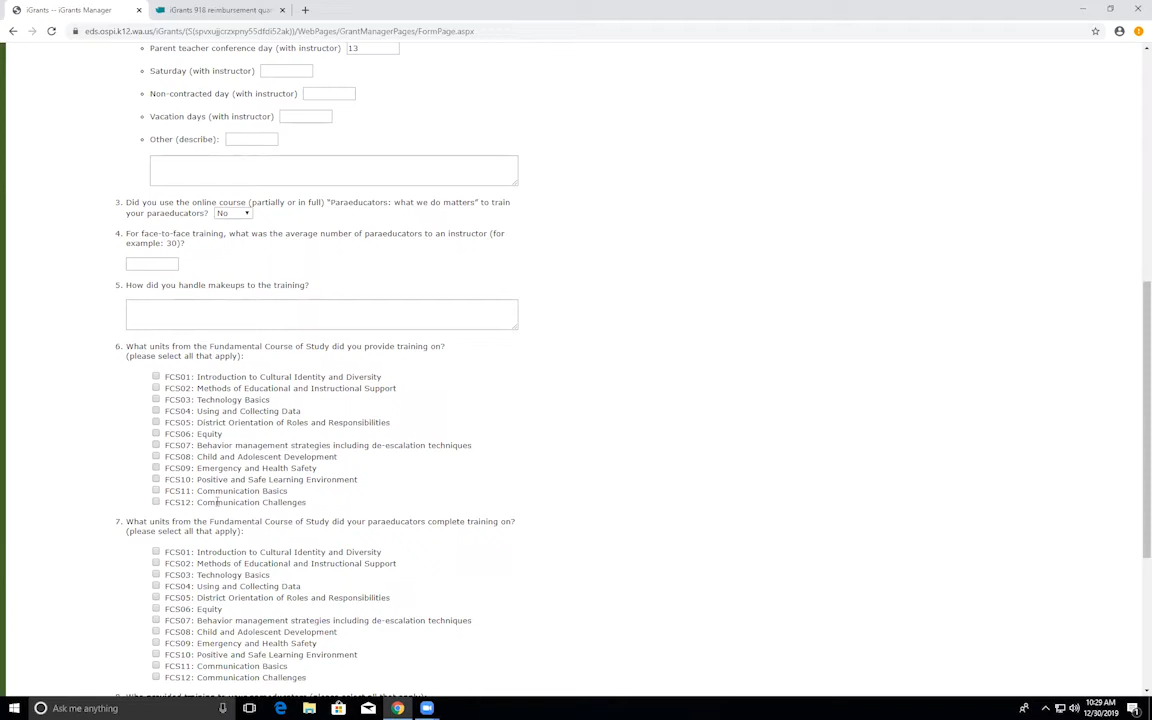 iGrants -- iGrants Manager
iGrants 918 reimbursement qua
eds.ospi.k12.wa.us/iGrants/(S(spvxujjcrzxpny55dfdi52ak))/WebPages/GrantManagerPages/FormPage.aspx
Parent teacher conference day (with instructor) 13
Saturday (with instructor)
Non-contracted day (with instructor)
Vacation days (with instructor)
Other (describe):
3. Did you use the online course (partially or in full) "Paraeducators: what we do matters" to train
your paraeducators? No
4. For face-to-face training, what was the average number of paraeducators to an instructor (for
example: 30)?
5. How did you handle makeups to the training?
6. What units from the Fundamental Course of Study did you provide training on?
(please select all that apply):
FCS01: Introduction to Cultural Identity and Diversity
FCS02: Methods of Educational and Instructional Support
FCS03: Technology Basics
FCS04: Using and Collecting Data
FCS05: District Orientation of Roles and Responsibilities
FCS06: Equity
FCS07: Behavior management strategies including de-escalation techniques
FCS08: Child and Adolescent Development
FCS09: Emergency and Health Safety
FCS10: Positive and Safe Learning Environment
FCS11: Communication Basics
FCS12: Communication Challenges
7. What units from the Fundamental Course of Study did your paraeducators complete training on?
(please select all that apply):
FCS01: Introduction to Cultural Identity and Diversity
FCS02: Methods of Educational and Instructional Support
FCS03: Technology Basics
FCS04: Using and Collecting Data
FCS05: District Orientation of Roles and Responsibilities
FCS06: Equity
FCS07: Behavior management strategies including de-escalation techniques
FCS08: Child and Adolescent Development
FCS09: Emergency and Health Safety
FCS10: Positive and Safe Learning Environment
FCS11: Communication Basics
FCS12: Communication Challenges
8. Who provided training to your paraeducators (please select all that apply):
Ask me anything
10:29 AM
12/30/2019